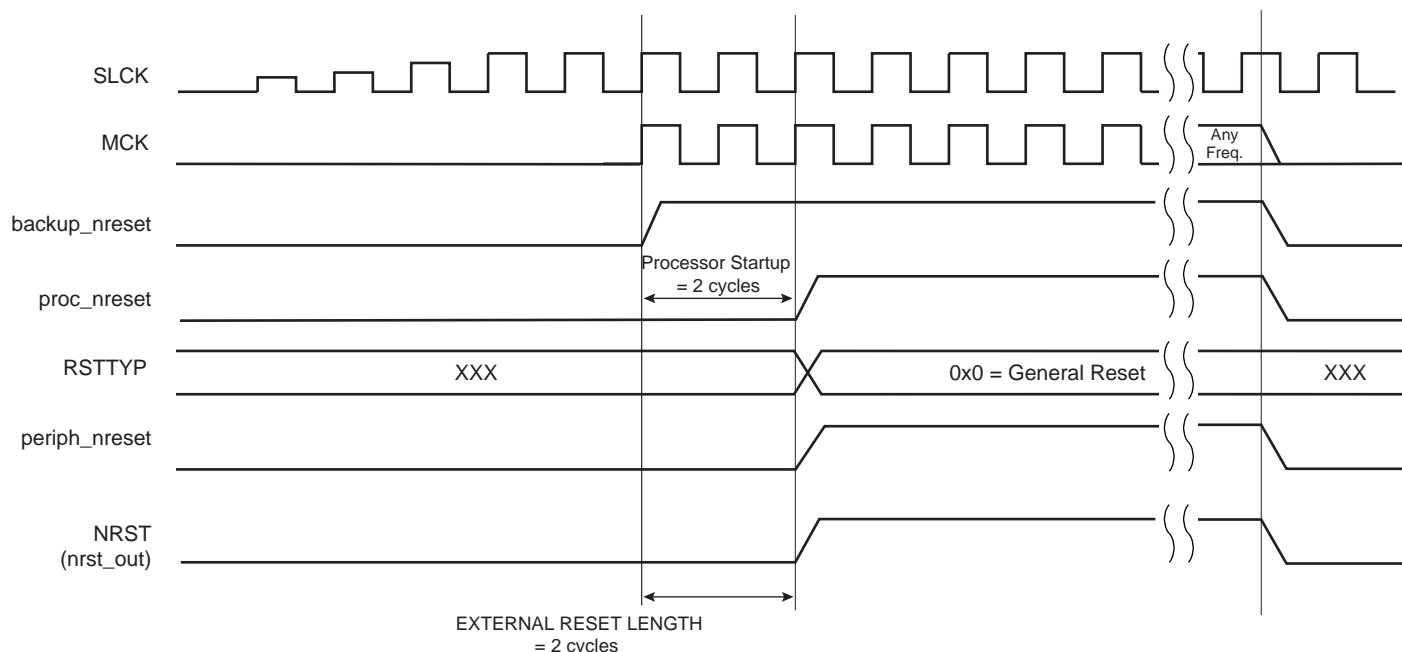 SLCK
MCK
Any
Freq.
backup_nreset
Processor Startup
= 2 cycles
proc_nreset
RSTTYP
XXX
0x0 = General Reset
XXX
periph_nreset
NRST
(nrst_out)
EXTERNAL RESET LENGTH
= 2 cycles